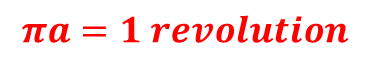 πa = 1 revolution